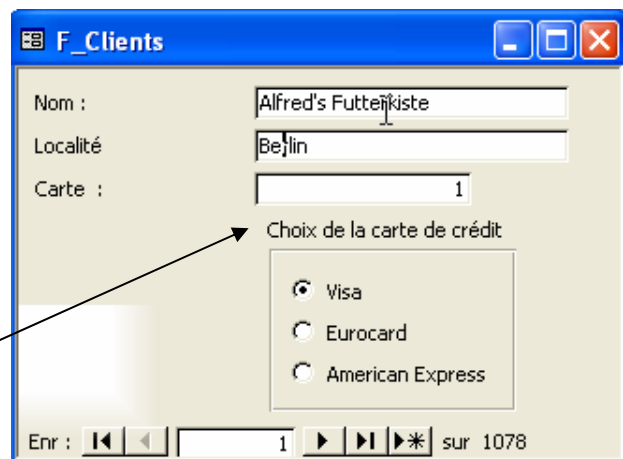 F_Clients
Nom : Alfred's Futterkiste
Localité Berlin
Carte : 1
Choix de la carte de crédit
Visa
Eurocard
American Express
Enr : 1 sur 1078